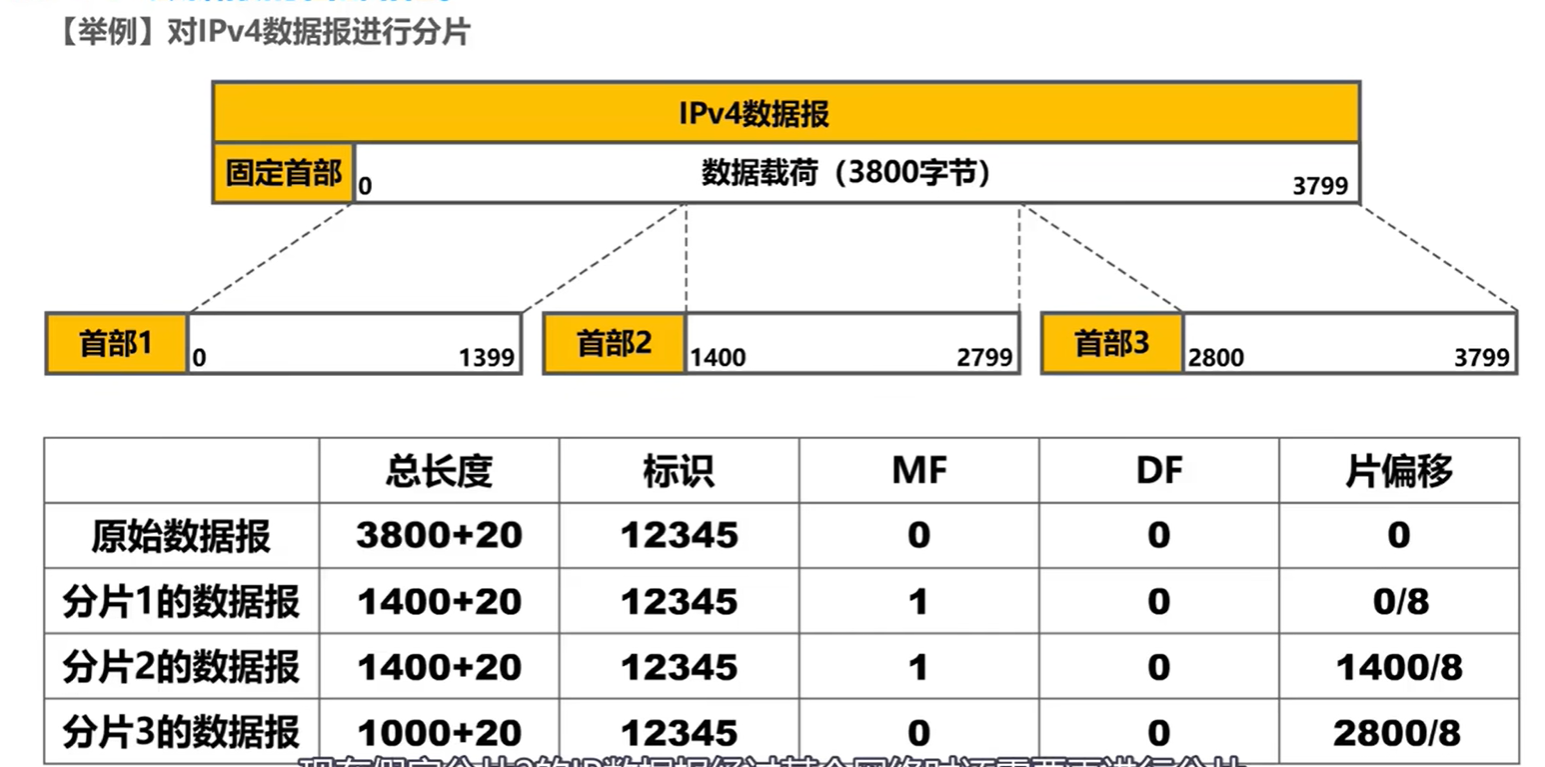 【举例】对IPv4数据报进行分片
IPv4数据报
固定首部 0 数据载荷（3800字节） 3799
首部1 0 1399 首部2 1400 2799 首部3 2800 3799
总长度 标识 MF DF 片偏移
原始数据报 3800+20 12345 0 0 0
分片1的数据报 1400+20 12345 1 0 0/8
分片2的数据报 1400+20 12345 1 0 1400/8
分片3的数据报 1000+20 12345 0 0 2800/8